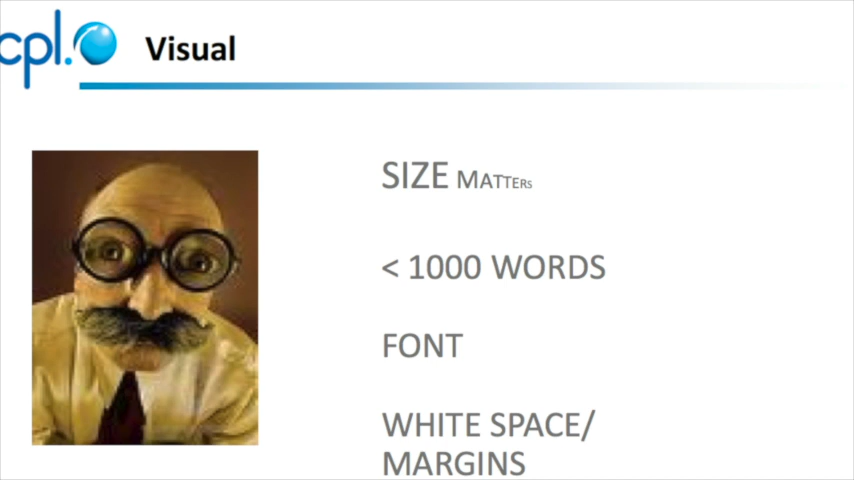 cpl.
Visual
SIZE MATTERS
< 1000 WORDS
FONT
WHITE SPACE/
MARGINS